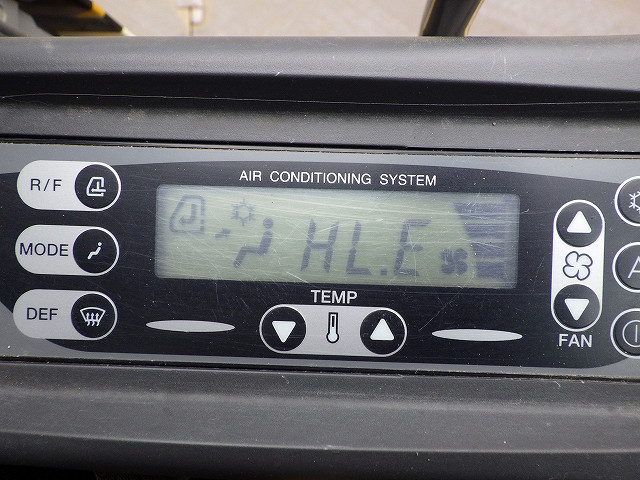 AIR CONDITIONING SYSTEM
R/F
MODE
HL.E
DEF
TEMP
FAN
A